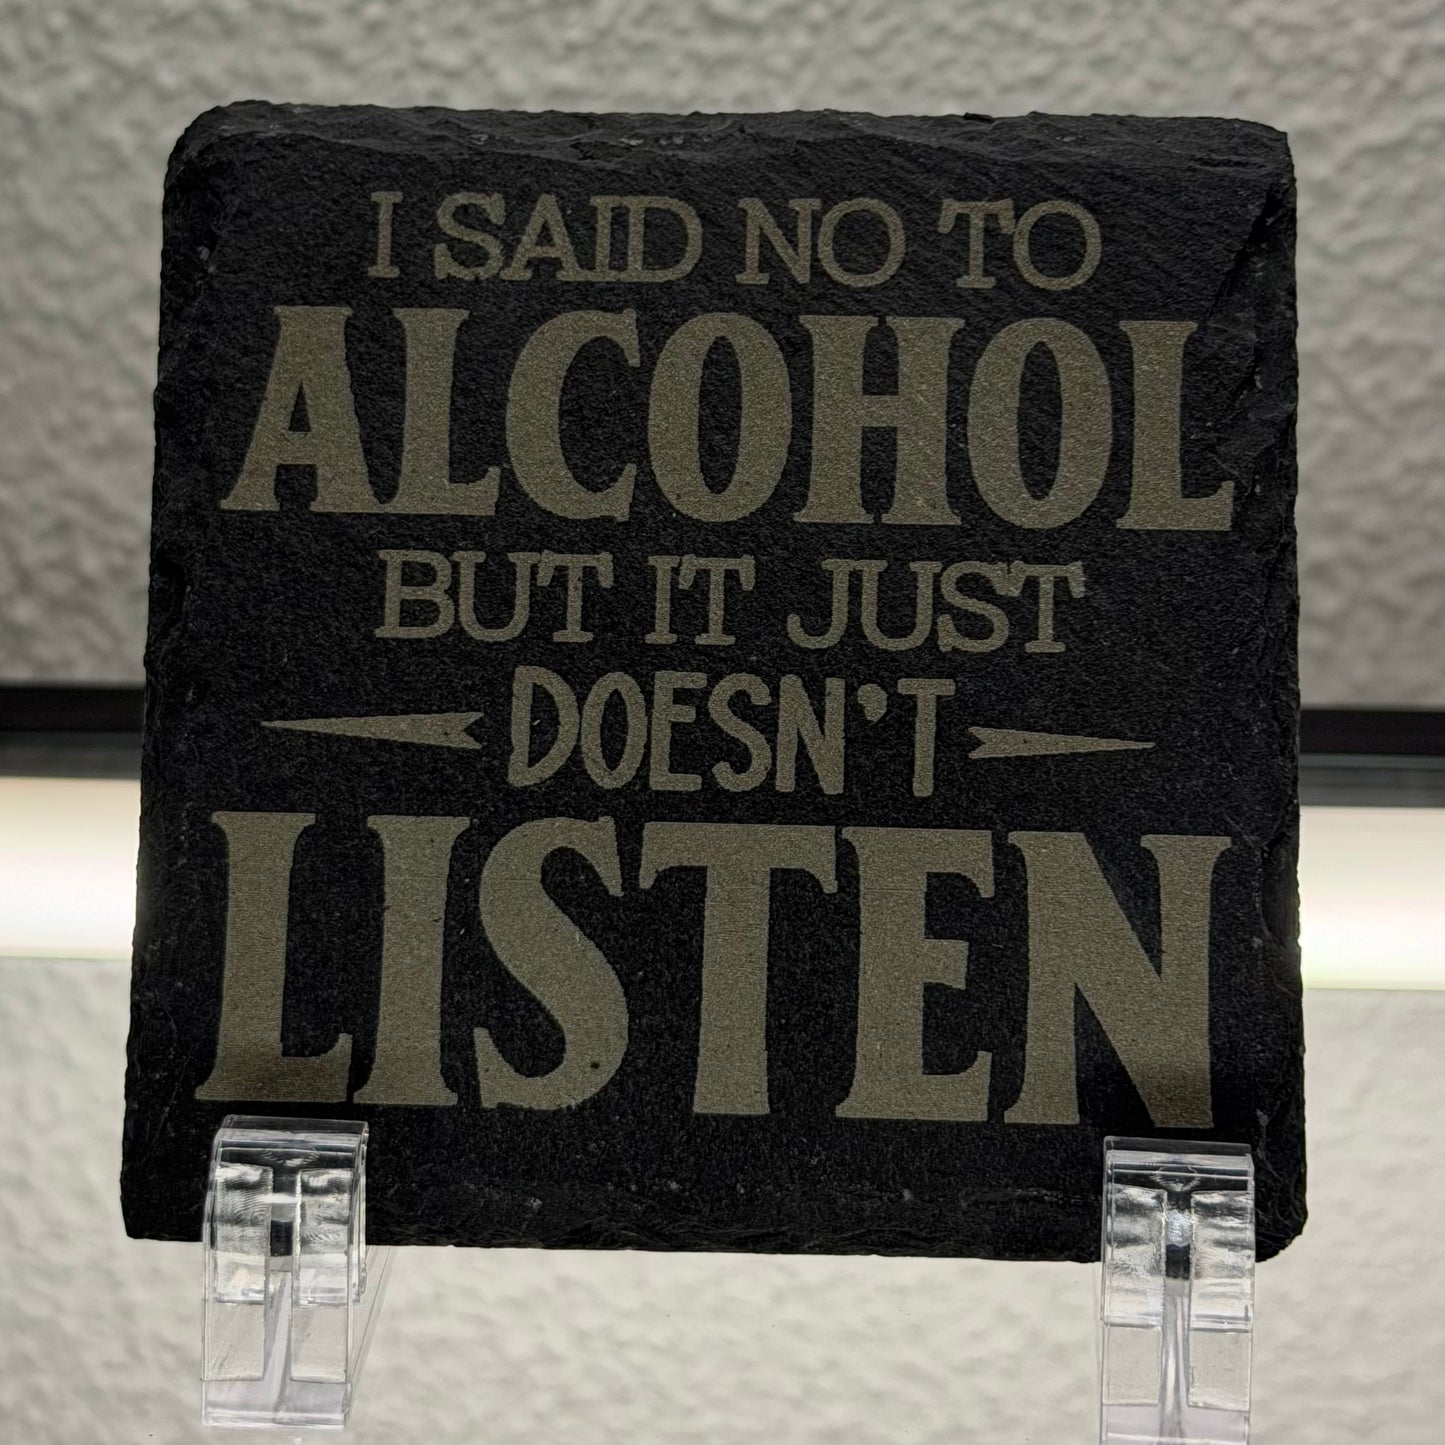 I SAID NO TO
ALCOHOL
BUT IT JUST
DOESN'T
LISTEN